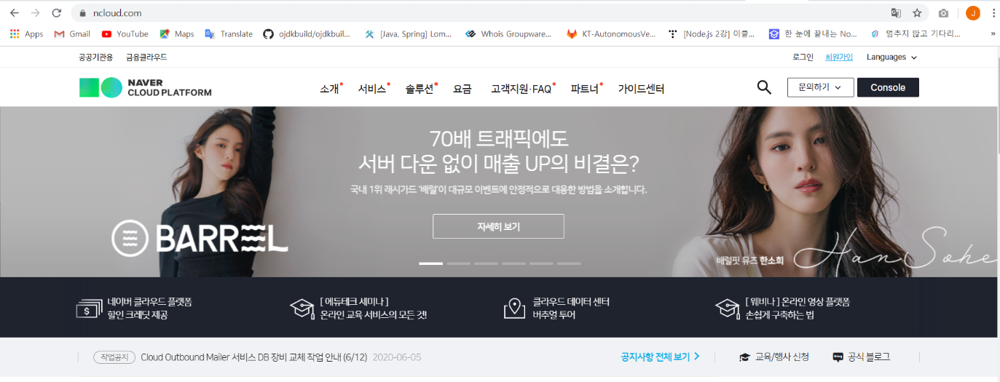 ncloud.com
J
Apps
Gmail
YouTube
Maps
Translate
ojdkbuild/ojdkbuil...
[Java, Spring] Lom...
Whois Groupware...
KT-AutonomousVe...
[Node.js 2강] 이클...
한 눈에 끝내는 No...
멈추지 않고 기다리...
»
공공기관용 금융클라우드
로그인 회원가입 Languages
NAVER
CLOUD PLATFORM
소개 서비스 솔루션 요금 고객지원·FAQ 파트너 가이드센터
문의하기
Console
70배 트래픽에도
서버 다운 없이 매출 UP의 비결은?
국내 1위 래시가드 '배럴'이 대규모 이벤트에 안정적으로 대응한 방법을 소개합니다.
자세히 보기
BARREL
배럴핏 뮤즈 한소희
Han Sohe
네이버 클라우드 플랫폼
할인 크레딧 제공
[ 에듀테크 세미나 ]
온라인 교육 서비스의 모든 것!
클라우드 데이터 센터
버추얼 투어
[ 웨비나 ] 온라인 영상 플랫폼
손쉽게 구축하는 법
작업공지 Cloud Outbound Mailer 서비스 DB 장비 교체 작업 안내 (6/12) 2020-06-05
공지사항 전체 보기
교육/행사 신청
blog 공식 블로그